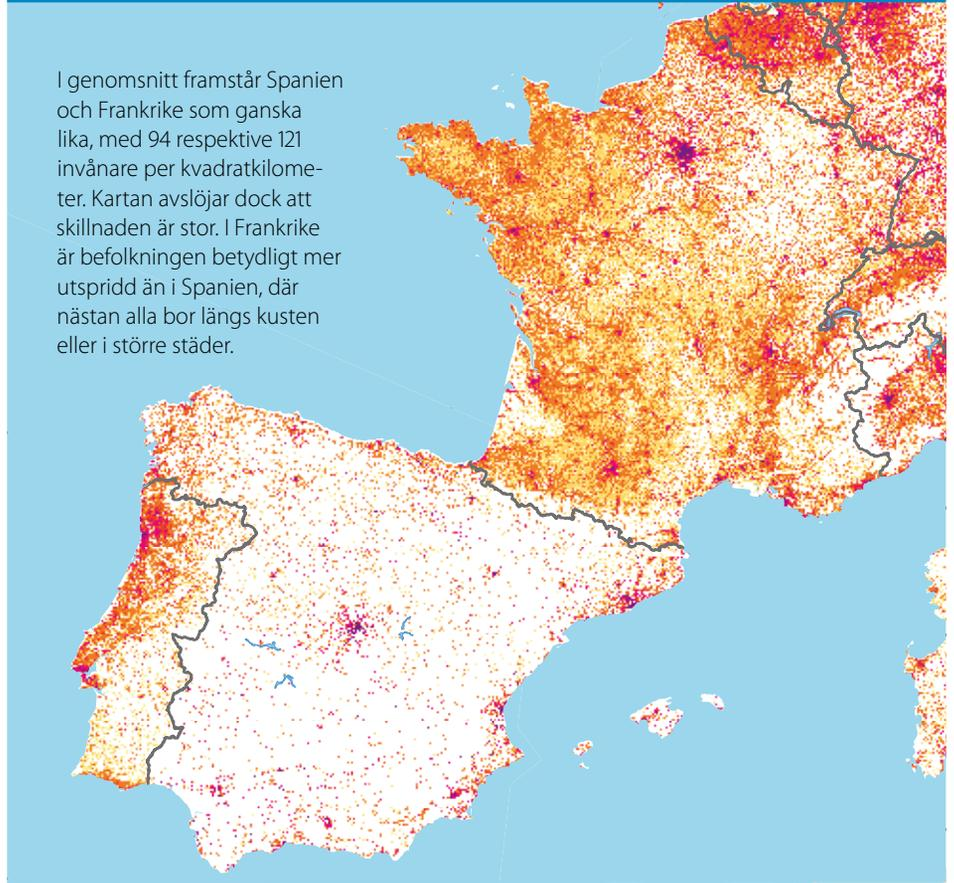 I genomsnitt framstår Spanien
och Frankrike som ganska
lika, med 94 respektive 121
invånare per kvadratkilome-
ter. Kartan avslöjar dock att
skillnaden är stor. I Frankrike
är befolkningen betydligt mer
utspridd än i Spanien, där
nästan alla bor längs kusten
eller i större städer.